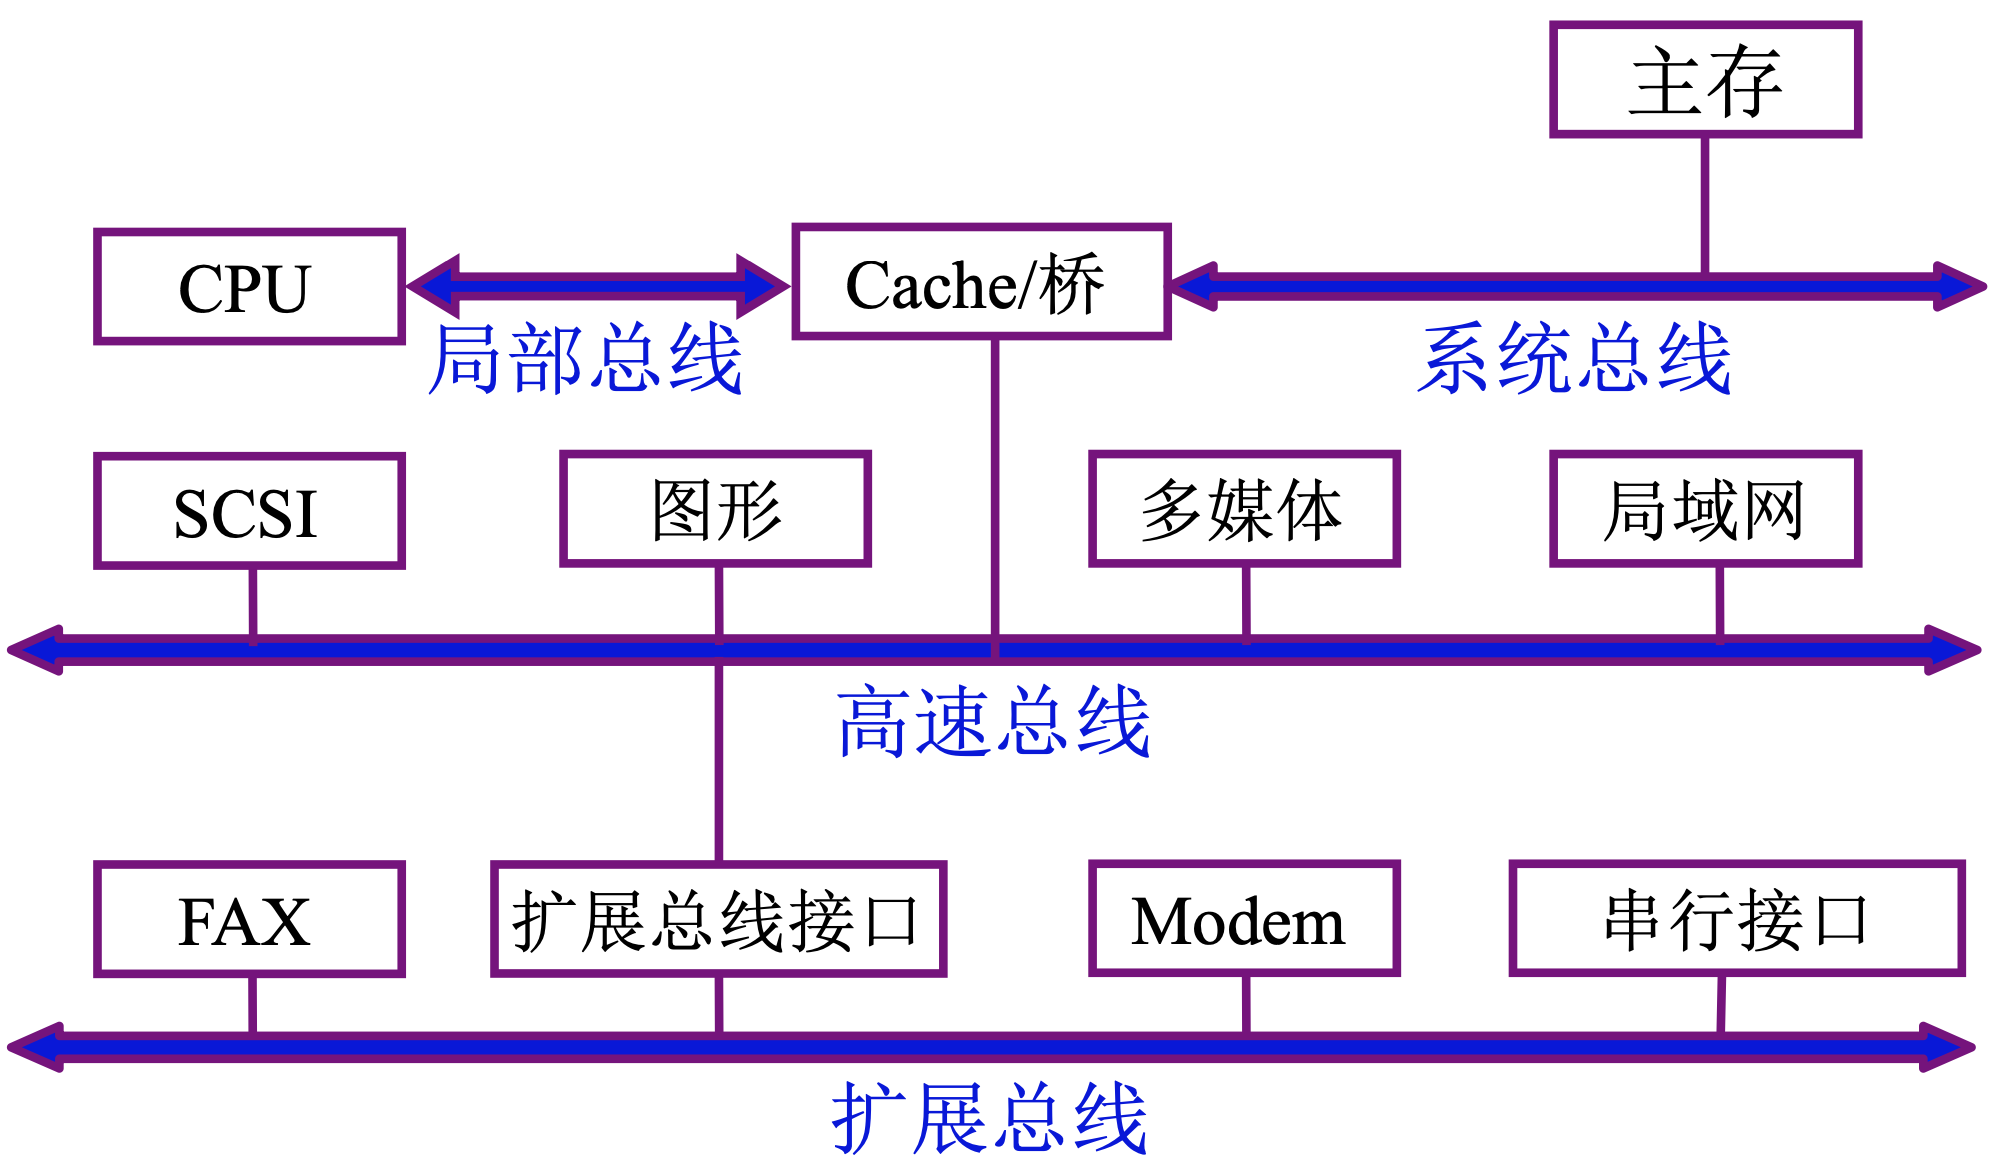 主存
CPU
Cache/桥
局部总线
系统总线
SCSI
图形
多媒体
局域网
高速总线
FAX
扩展总线接口
Modem
串行接口
扩展总线